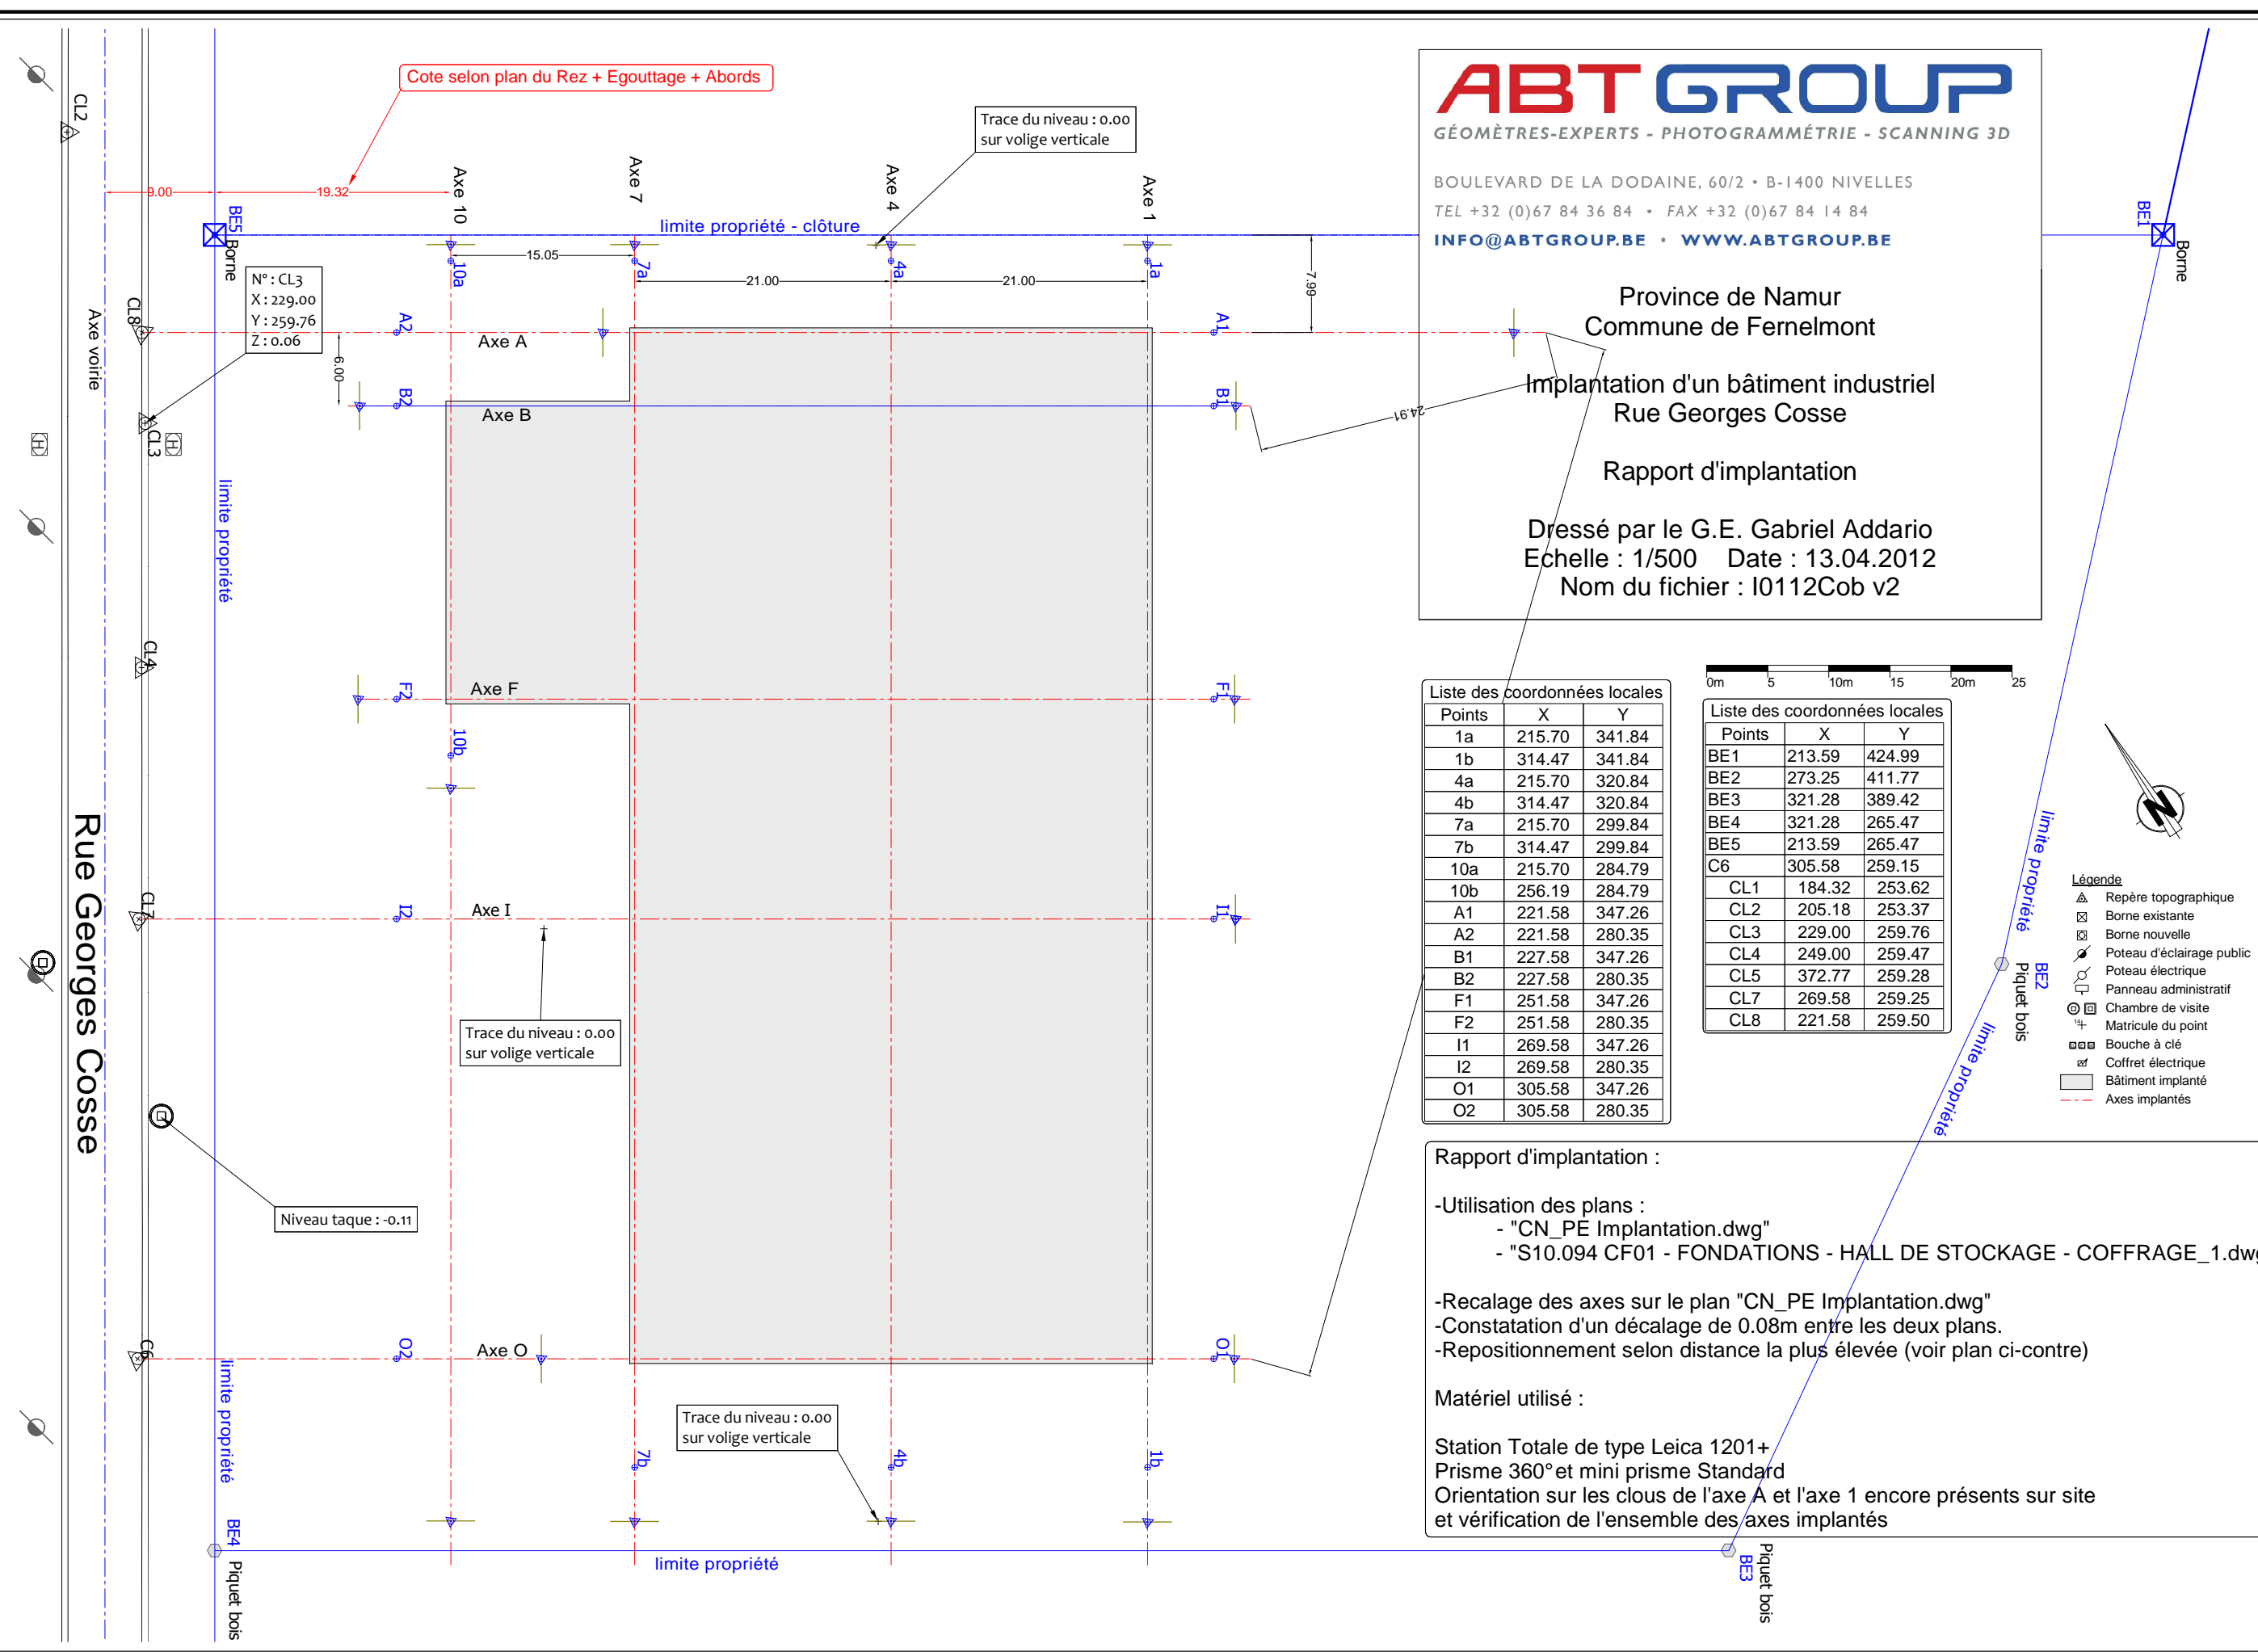 Cote selon plan du Rez + Egouttage + Abords
Trace du niveau : 0.00
sur volige verticale
CL2
9.00
19.32
Axe 10
Axe 7
Axe 4
Axe 1
BE5
Borne
limite propriété - clôture
15.05
21.00
21.00
7.99
10a
7a
4a
1a
N° : CL3
X : 229.00
Y : 259.76
Z : 0.06
CL8
Axe voirie
A2
Axe A
A1
6.00
B2
Axe B
B1
24.91
CL3
H
H
limite propriété
CL4
F2
Axe F
F1
10b
Rue Georges Cosse
CL7
I2
Axe I
I1
Trace du niveau : 0.00
sur volige verticale
Niveau taque : -0.11
C6
O2
Axe O
O1
limite propriété
Trace du niveau : 0.00
sur volige verticale
7b
4b
1b
BE4
Piquet bois
limite propriété
BE3
Piquet bois
ABT GROUP
GÉOMÈTRES-EXPERTS - PHOTOGRAMMÉTRIE - SCANNING 3D
BOULEVARD DE LA DODAINE, 60/2 • B-1400 NIVELLES
TEL +32 (0)67 84 36 84 • FAX +32 (0)67 84 14 84
INFO@ABTGROUP.BE • WWW.ABTGROUP.BE
Province de Namur
Commune de Fernelmont
Implantation d'un bâtiment industriel
Rue Georges Cosse
Rapport d'implantation
Dressé par le G.E. Gabriel Addario
Echelle : 1/500 Date : 13.04.2012
Nom du fichier : I0112Cob v2
BE1
Borne
Liste des coordonnées locales
Points X Y
1a 215.70 341.84
1b 314.47 341.84
4a 215.70 320.84
4b 314.47 320.84
7a 215.70 299.84
7b 314.47 299.84
10a 215.70 284.79
10b 256.19 284.79
A1 221.58 347.26
A2 221.58 280.35
B1 227.58 347.26
B2 227.58 280.35
F1 251.58 347.26
F2 251.58 280.35
I1 269.58 347.26
I2 269.58 280.35
O1 305.58 347.26
O2 305.58 280.35
0m 5 10m 15 20m 25
Liste des coordonnées locales
Points X Y
BE1 213.59 424.99
BE2 273.25 411.77
BE3 321.28 389.42
BE4 321.28 265.47
BE5 213.59 265.47
C6 305.58 259.15
CL1 184.32 253.62
CL2 205.18 253.37
CL3 229.00 259.76
CL4 249.00 259.47
CL5 372.77 259.28
CL7 269.58 259.25
CL8 221.58 259.50
N
limite propriété
BE2
Piquet bois
limite propriété
Légende
Repère topographique
Borne existante
Borne nouvelle
Poteau d'éclairage public
Poteau électrique
Panneau administratif
Chambre de visite
14 Matricule du point
Bouche à clé
Coffret électrique
Bâtiment implanté
Axes implantés
Rapport d'implantation :
-Utilisation des plans :
- "CN_PE Implantation.dwg"
- "S10.094 CF01 - FONDATIONS - HALL DE STOCKAGE - COFFRAGE_1.dwg
-Recalage des axes sur le plan "CN_PE Implantation.dwg"
-Constatation d'un décalage de 0.08m entre les deux plans.
-Repositionnement selon distance la plus élevée (voir plan ci-contre)
Matériel utilisé :
Station Totale de type Leica 1201+
Prisme 360° et mini prisme Standard
Orientation sur les clous de l'axe A et l'axe 1 encore présents sur site
et vérification de l'ensemble des axes implantés